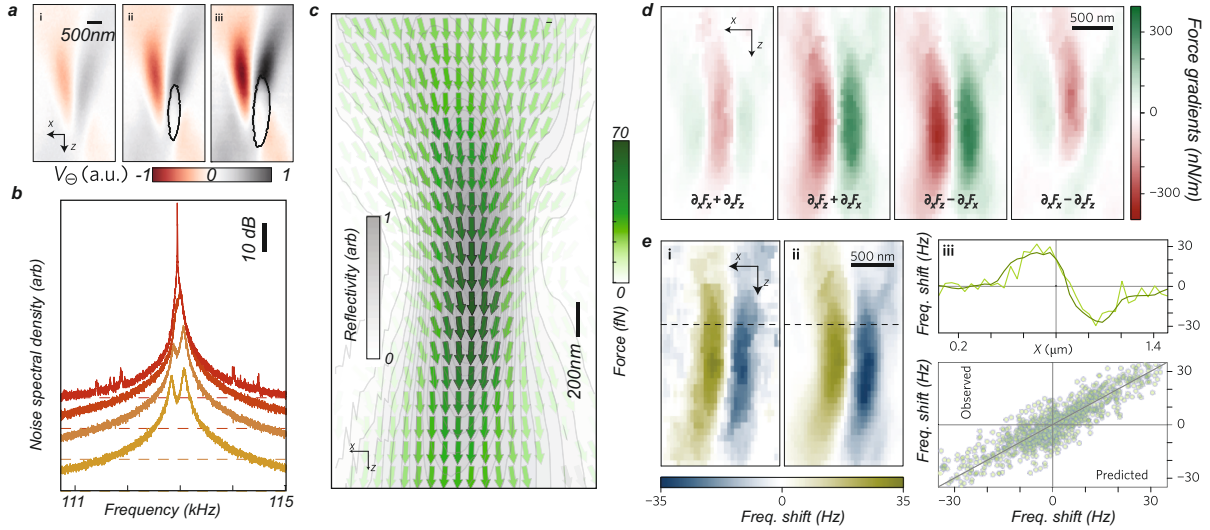 a
i
ii
iii
500nm
x
z
V⊖ (a.u.)
-1
0
1
b
10 dB
Noise spectral density (arb)
111
115
Frequency (kHz)
c
Reflectivity (arb)
1
0
x
z
70
0
Force (fN)
200nm
d
x
z
500 nm
∂xFx + ∂zFz
∂xFz + ∂zFx
∂xFz − ∂zFx
∂xFx − ∂zFz
300
0
−300
Force gradients (nN/m)
e
i
x
z
ii
500 nm
−35
0
35
Freq. shift (Hz)
iii
30
0
−30
Freq. shift (Hz)
0.2
X (μm)
1.4
Observed
Predicted
30
0
−30
Freq. shift (Hz)
−30
0
30
Freq. shift (Hz)